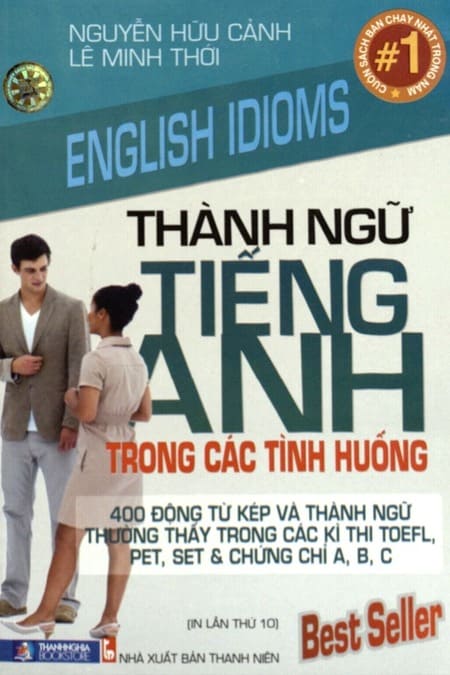 NGUYỄN HỮU CẢNH
LÊ MINH THỚI
CUỐN SÁCH BÁN CHẠY NHẤT TRONG NĂM
#1
ENGLISH IDIOMS
THÀNH NGỮ
TIẾNG
ANH
TRONG CÁC TÌNH HUỐNG
400 ĐỘNG TỪ KÉP VÀ THÀNH NGỮ
THƯỜNG THẤY TRONG CÁC KÌ THI TOEFL,
PET, SET & CHỨNG CHỈ A, B, C
(IN LẦN THỨ 10)
Best Seller
THANHNGHIA
BOOKSTORE
NHÀ XUẤT BẢN THANH NIÊN